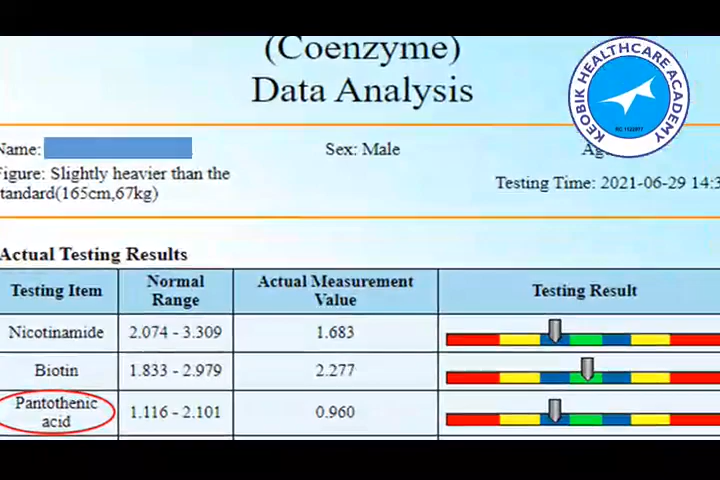 (Coenzyme)
Data Analysis
KEOBIK HEALTHCARE ACADEMY
Name:
Sex: Male
Testing Time: 2021-06-29 14:3
Figure: Slightly heavier than the
standard(165cm,67kg)
Actual Testing Results
Testing Item
Normal
Range
Actual Measurement
Value
Testing Result
Nicotinamide
2.074 - 3.309
1.683
Biotin
1.833 - 2.979
2.277
Pantothenic
acid
1.116 - 2.101
0.960